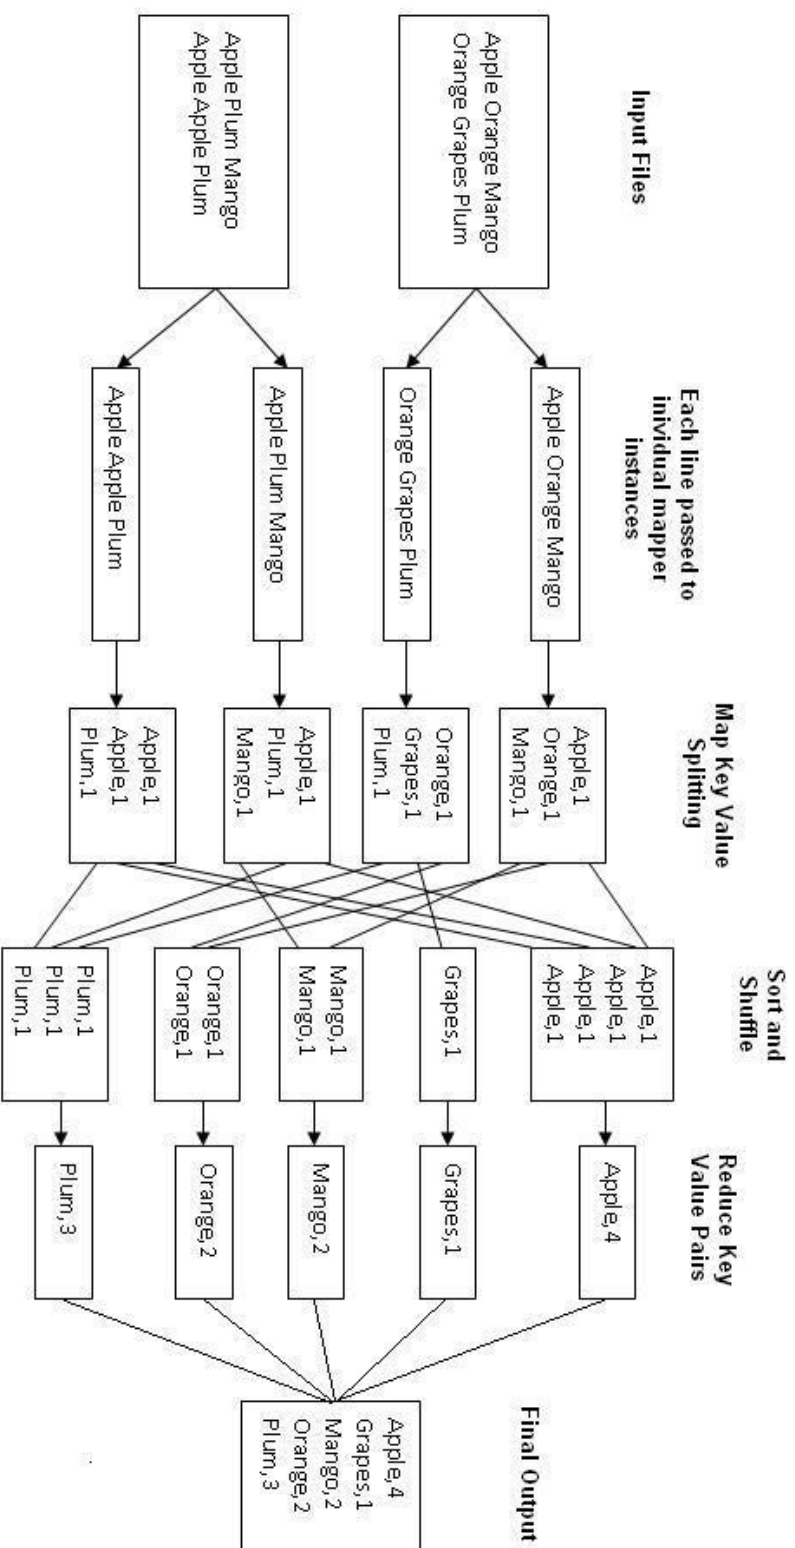 Input Files
Each line passed to
inividual mapper
instances
Map Key Value
Splitting
Sort and
Shuffle
Reduce Key
Value Pairs
Final Output
Apple Orange Mango
Orange Grapes Plum
Apple Plum Mango
Apple Apple Plum
Apple Orange Mango
Orange Grapes Plum
Apple Plum Mango
Apple Apple Plum
Apple,1
Orange,1
Mango,1
Orange,1
Grapes,1
Plum,1
Apple,1
Plum,1
Mango,1
Apple,1
Apple,1
Plum,1
Apple,1
Apple,1
Apple,1
Apple,1
Grapes,1
Mango,1
Mango,1
Orange,1
Orange,1
Plum,1
Plum,1
Plum,1
Apple,4
Grapes,1
Mango,2
Orange,2
Plum,3
Apple,4
Grapes,1
Mango,2
Orange,2
Plum,3